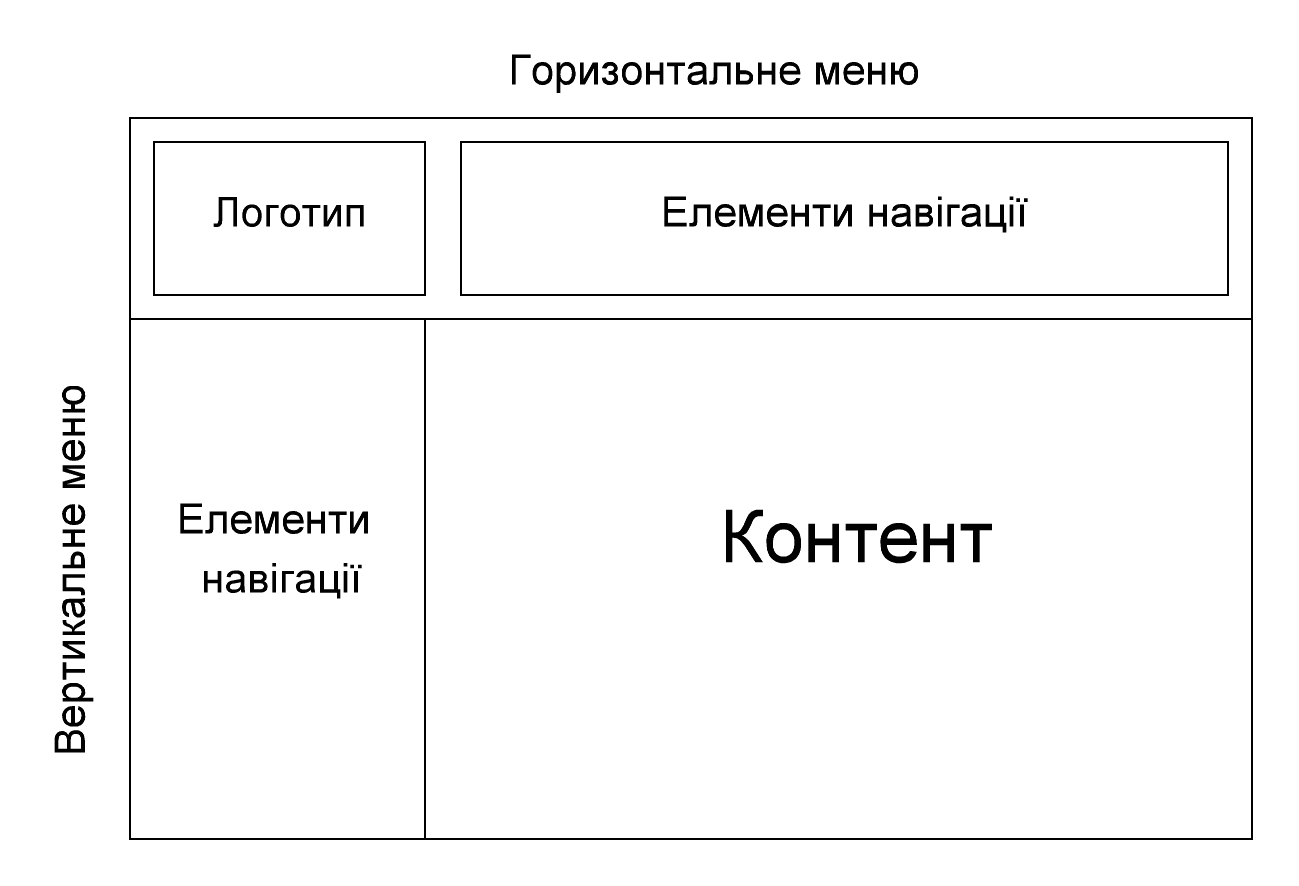 Горизонтальне меню
Логотип
Елементи навігації
Вертикальне меню
Елементи
навігації
Контент